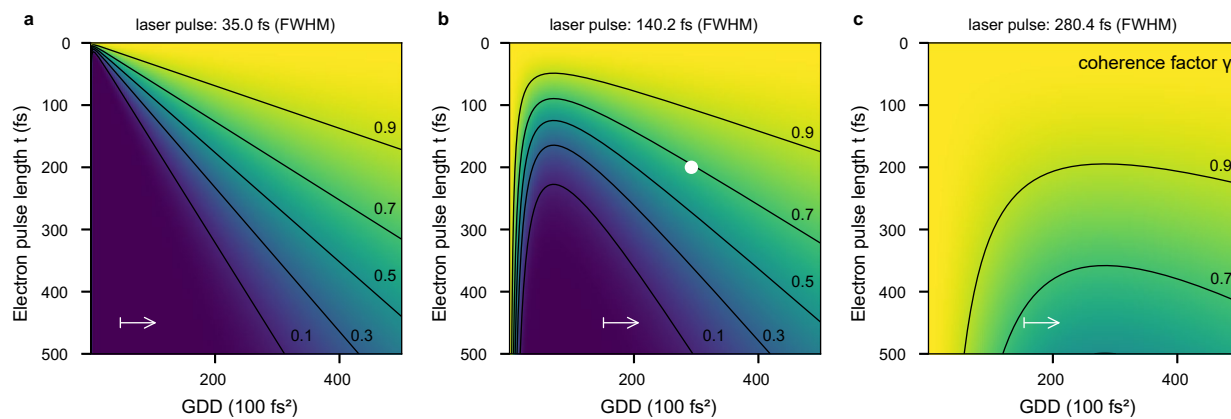 a
laser pulse: 35.0 fs (FWHM)
Electron pulse length t (fs)
0
100
200
300
400
500
0.9
0.7
0.5
0.3
0.1
200
400
GDD (100 fs²)
b
laser pulse: 140.2 fs (FWHM)
Electron pulse length t (fs)
0
100
200
300
400
500
0.9
0.7
0.5
0.3
0.1
200
400
GDD (100 fs²)
c
laser pulse: 280.4 fs (FWHM)
coherence factor γ
Electron pulse length t (fs)
0
100
200
300
400
500
0.9
0.7
200
400
GDD (100 fs²)